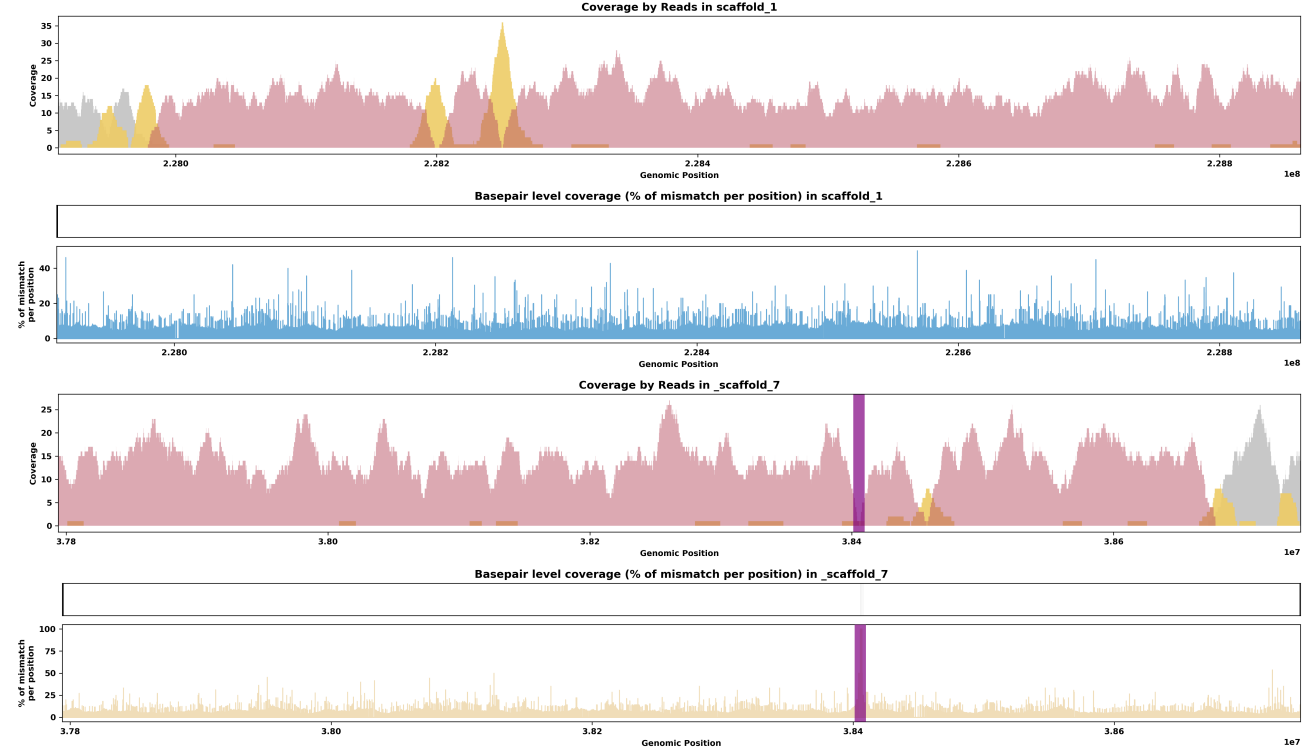 Coverage by Reads in scaffold_1
35
30
25
20
15
10
5
0
Coverage
2.280 2.282 2.284 2.286 2.288
Genomic Position
1e8
Basepair level coverage (% of mismatch per position) in scaffold_1
40
20
0
% of mismatch
per position
2.280 2.282 2.284 2.286 2.288
Genomic Position
1e8
Coverage by Reads in _scaffold_7
25
20
15
10
5
0
Coverage
3.78 3.80 3.82 3.84 3.86
Genomic Position
1e7
Basepair level coverage (% of mismatch per position) in _scaffold_7
100
75
50
25
0
% of mismatch
per position
3.78 3.80 3.82 3.84 3.86
Genomic Position
1e7